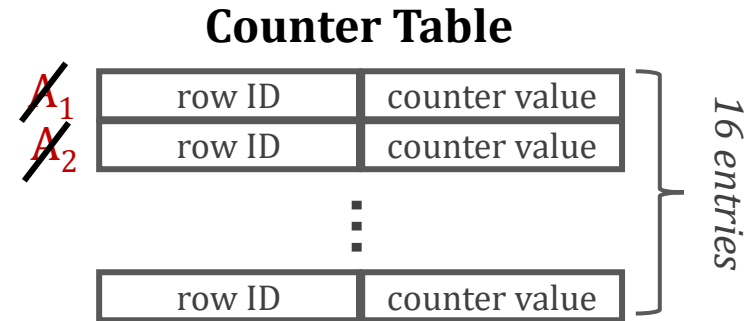 Counter Table
A₁ row ID counter value
A₂ row ID counter value
⋮
row ID counter value
16 entries